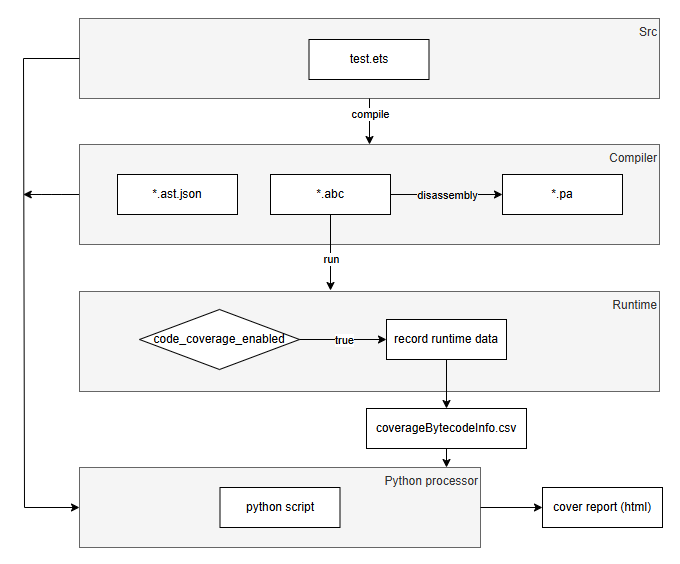 Src
test.ets
compile
Compiler
*.ast.json
*.abc
disassembly
*.pa
run
Runtime
code_coverage_enabled
true
record runtime data
coverageBytecodeInfo.csv
Python processor
python script
cover report (html)